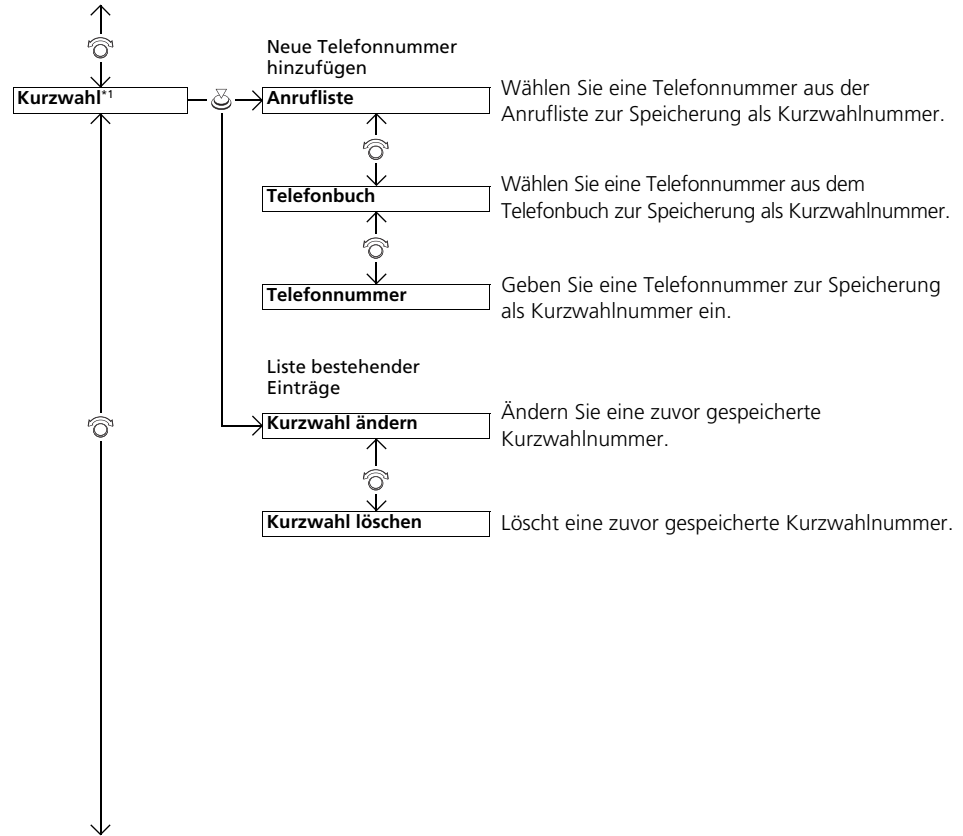 Neue Telefonnummer
hinzufügen
Kurzwahl*1
Anrufliste
Wählen Sie eine Telefonnummer aus der
Anrufliste zur Speicherung als Kurzwahlnummer.
Telefonbuch
Wählen Sie eine Telefonnummer aus dem
Telefonbuch zur Speicherung als Kurzwahlnummer.
Telefonnummer
Geben Sie eine Telefonnummer zur Speicherung
als Kurzwahlnummer ein.
Liste bestehender
Einträge
Kurzwahl ändern
Ändern Sie eine zuvor gespeicherte
Kurzwahlnummer.
Kurzwahl löschen
Löscht eine zuvor gespeicherte Kurzwahlnummer.